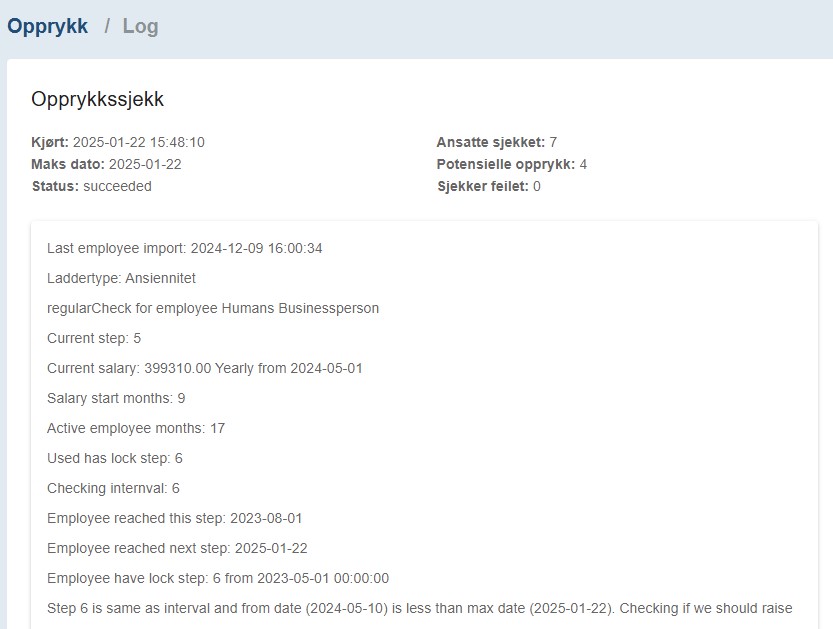 Opprykk / Log
Opprykkssjekk
Kjørt: 2025-01-22 15:48:10
Maks dato: 2025-01-22
Status: succeeded
Ansatte sjekket: 7
Potensielle opprykk: 4
Sjekker feilet: 0
Last employee import: 2024-12-09 16:00:34
Laddertype: Ansiennitet
regularCheck for employee Humans Businessperson
Current step: 5
Current salary: 399310.00 Yearly from 2024-05-01
Salary start months: 9
Active employee months: 17
Used has lock step: 6
Checking internval: 6
Employee reached this step: 2023-08-01
Employee reached next step: 2025-01-22
Employee have lock step: 6 from 2023-05-01 00:00:00
Step 6 is same as interval and from date (2024-05-10) is less than max date (2025-01-22). Checking if we should raise